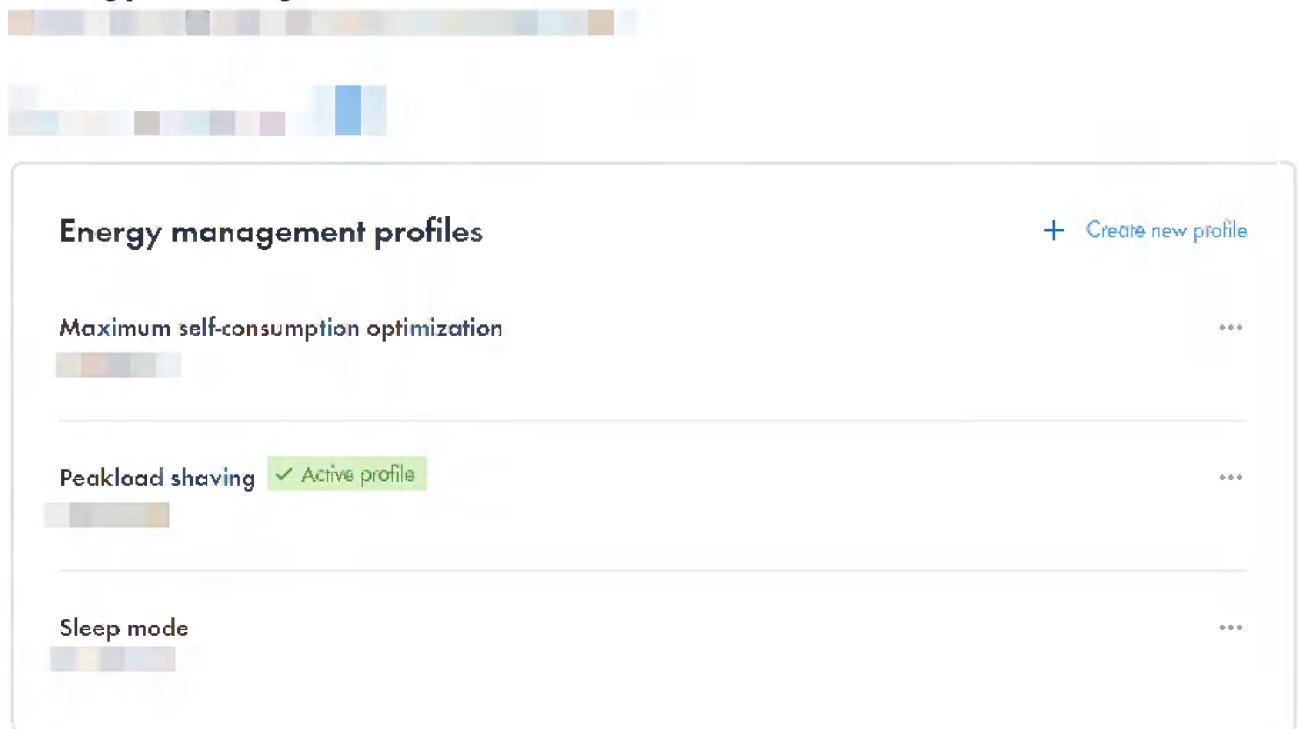 Energy management profiles
+ Create new profile
Maximum self-consumption optimization
Peakload shaving ✓ Active profile
Sleep mode